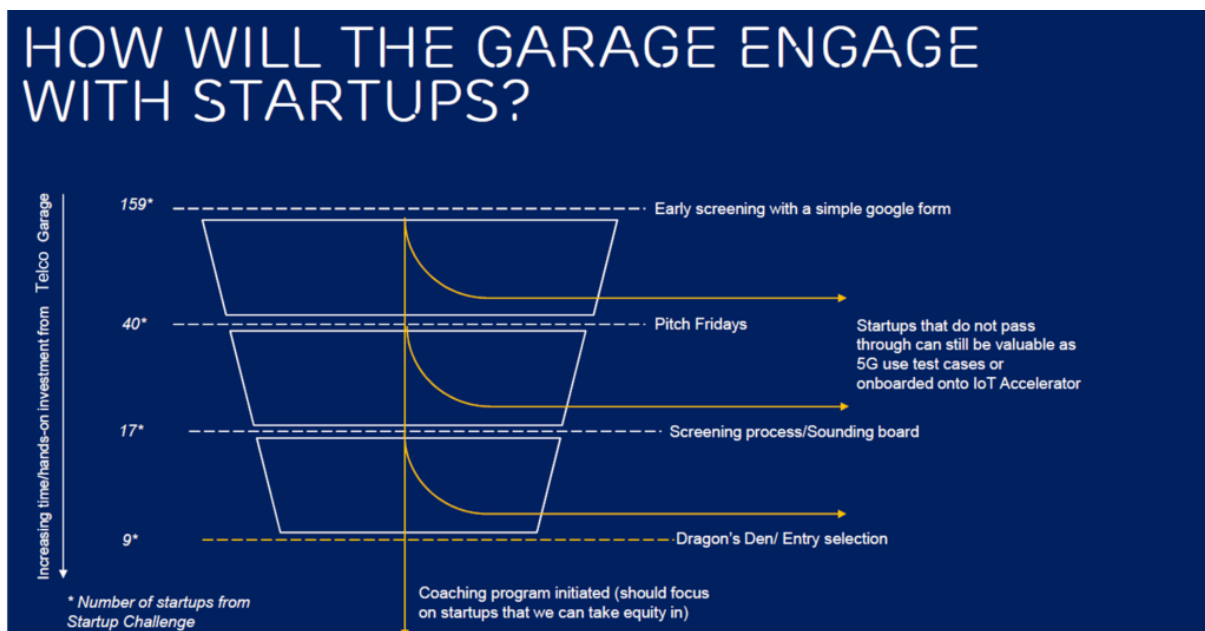 HOW WILL THE GARAGE ENGAGE
WITH STARTUPS?
Increasing time/hands-on investment from Telco Garage
159*
Early screening with a simple google form
40*
Pitch Fridays
Startups that do not pass
through can still be valuable as
5G use test cases or
onboarded onto IoT Accelerator
17*
Screening process/Sounding board
9*
Dragon's Den/ Entry selection
* Number of startups from
Startup Challenge
Coaching program initiated (should focus
on startups that we can take equity in)